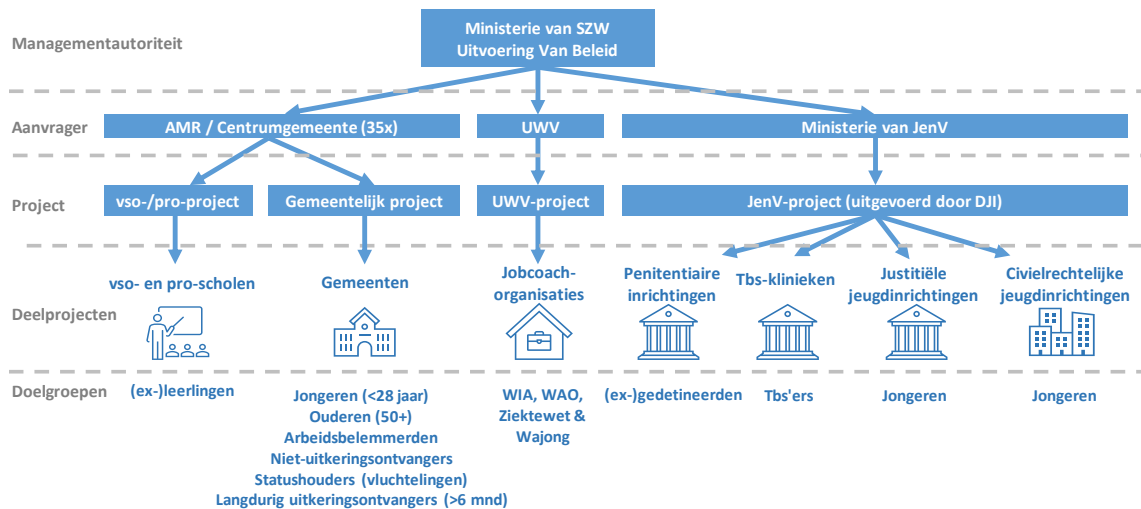 Managementautoriteit
Ministerie van SZW
Uitvoering Van Beleid
Aanvrager
AMR / Centrumgemeente (35x)
UWV
Ministerie van JenV
Project
vso-/pro-project
Gemeentelijk project
UWV-project
JenV-project (uitgevoerd door DJI)
Deelprojecten
vso- en pro-scholen
Gemeenten
Jobcoach-
organisaties
Penitentiaire
inrichtingen
Tbs-klinieken
Justitiële
jeugdinrichtingen
Civielrechtelijke
jeugdinrichtingen
Doelgroepen
(ex-)leerlingen
Jongeren (<28 jaar)
Ouderen (50+)
Arbeidsbelemmerden
Niet-uitkeringsontvangers
Statushouders (vluchtelingen)
Langdurig uitkeringsontvangers (>6 mnd)
WIA, WAO,
Ziektewet &
Wajong
(ex-)gedetineerden
Tbs'ers
Jongeren
Jongeren